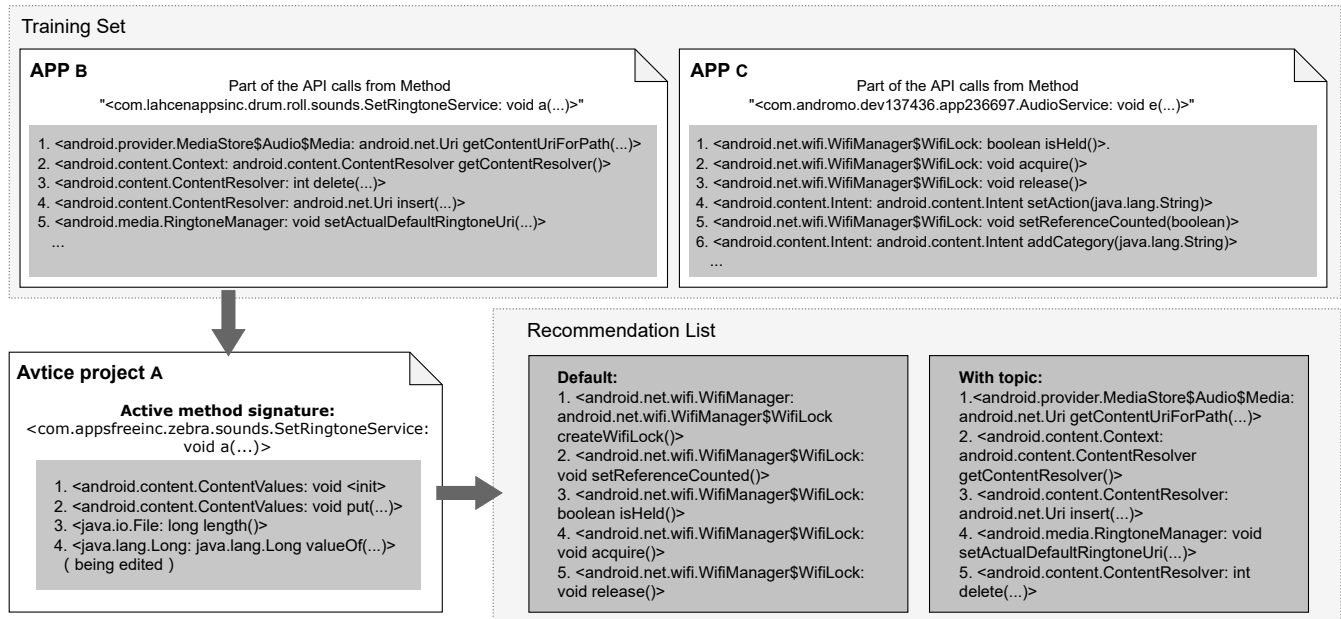 Training Set
APP B
Part of the API calls from Method
"<com.lahcenappsinc.drum.roll.sounds.SetRingtoneService: void a(...)>"
1. <android.provider.MediaStore$Audio$Media: android.net.Uri getContentUriForPath(...)>
2. <android.content.Context: android.content.ContentResolver getContentResolver()>
3. <android.content.ContentResolver: int delete(...)>
4. <android.content.ContentResolver: android.net.Uri insert(...)>
5. <android.media.RingtoneManager: void setActualDefaultRingtoneUri(...)>
...
APP C
Part of the API calls from Method
"<com.andromo.dev137436.app236697.AudioService: void e(...)>"
1. <android.net.wifi.WifiManager$WifiLock: boolean isHeld()>.
2. <android.net.wifi.WifiManager$WifiLock: void acquire()>
3. <android.net.wifi.WifiManager$WifiLock: void release()>
4. <android.content.Intent: android.content.Intent setAction(java.lang.String)>
5. <android.net.wifi.WifiManager$WifiLock: void setReferenceCounted(boolean)>
6. <android.content.Intent: android.content.Intent addCategory(java.lang.String)>
...
Avtice project A
Active method signature:
<com.appsfreeinc.zebra.sounds.SetRingtoneService:
void a(...)>
1. <android.content.ContentValues: void <init>
2. <android.content.ContentValues: void put(...)>
3. <java.io.File: long length()>
4. <java.lang.Long: java.lang.Long valueOf(...)>
( being edited )
Recommendation List
Default:
1. <android.net.wifi.WifiManager:
android.net.wifi.WifiManager$WifiLock
createWifiLock()>
2. <android.net.wifi.WifiManager$WifiLock:
void setReferenceCounted()>
3. <android.net.wifi.WifiManager$WifiLock:
boolean isHeld()>
4. <android.net.wifi.WifiManager$WifiLock:
void acquire()>
5. <android.net.wifi.WifiManager$WifiLock:
void release()>
With topic:
1.<android.provider.MediaStore$Audio$Media:
android.net.Uri getContentUriForPath(...)>
2. <android.content.Context:
android.content.ContentResolver
getContentResolver()>
3. <android.content.ContentResolver:
android.net.Uri insert(...)>
4. <android.media.RingtoneManager: void
setActualDefaultRingtoneUri(...)>
5. <android.content.ContentResolver: int
delete(...)>